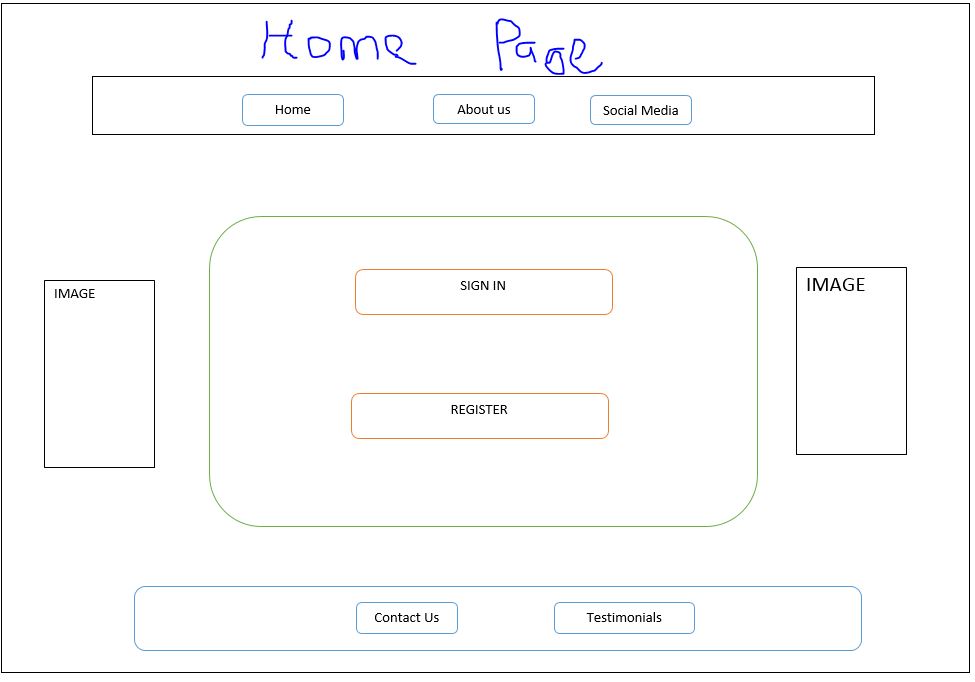 Home Page
Home About us Social Media
IMAGE SIGN IN IMAGE
REGISTER
Contact Us Testimonials